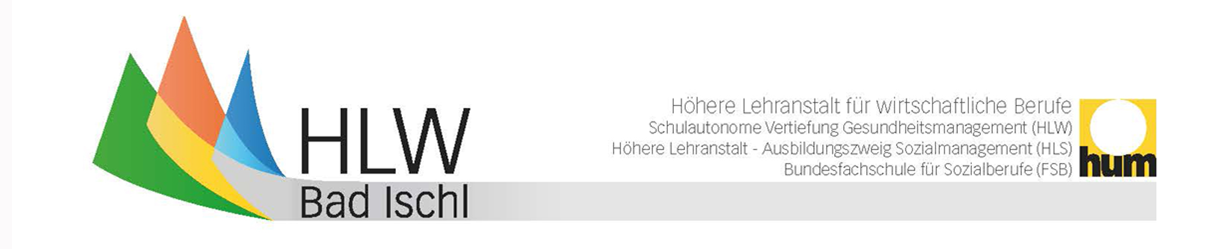 HLW
Bad Ischl
Höhere Lehranstalt für wirtschaftliche Berufe
Schulautonome Vertiefung Gesundheitsmanagement (HLW)
Höhere Lehranstalt - Ausbildungszweig Sozialmanagement (HLS)
Bundesfachschule für Sozialberufe (FSB)
hum